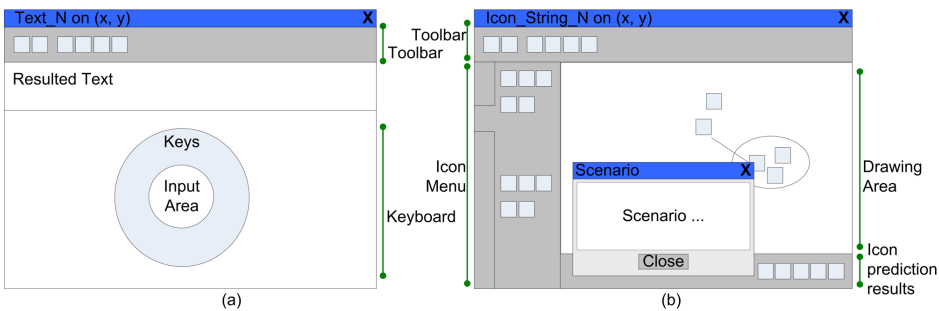 Text_N on (x, y) X
Toolbar
Resulted Text
Keys
Input
Area
Keyboard
(a)
Icon_String_N on (x, y) X
Toolbar
Icon
Menu
Scenario X
Scenario ...
Close
Drawing
Area
Icon
prediction
results
(b)